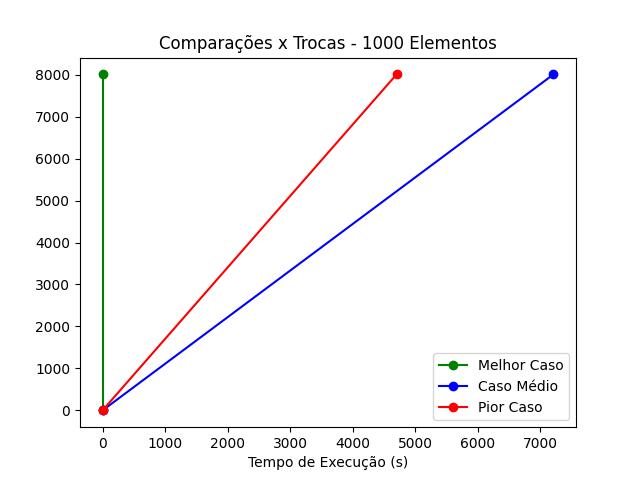 Comparações x Trocas - 1000 Elementos
8000
7000
6000
5000
4000
3000
2000
1000
0
Melhor Caso
Caso Médio
Pior Caso
0 1000 2000 3000 4000 5000 6000 7000
Tempo de Execução (s)